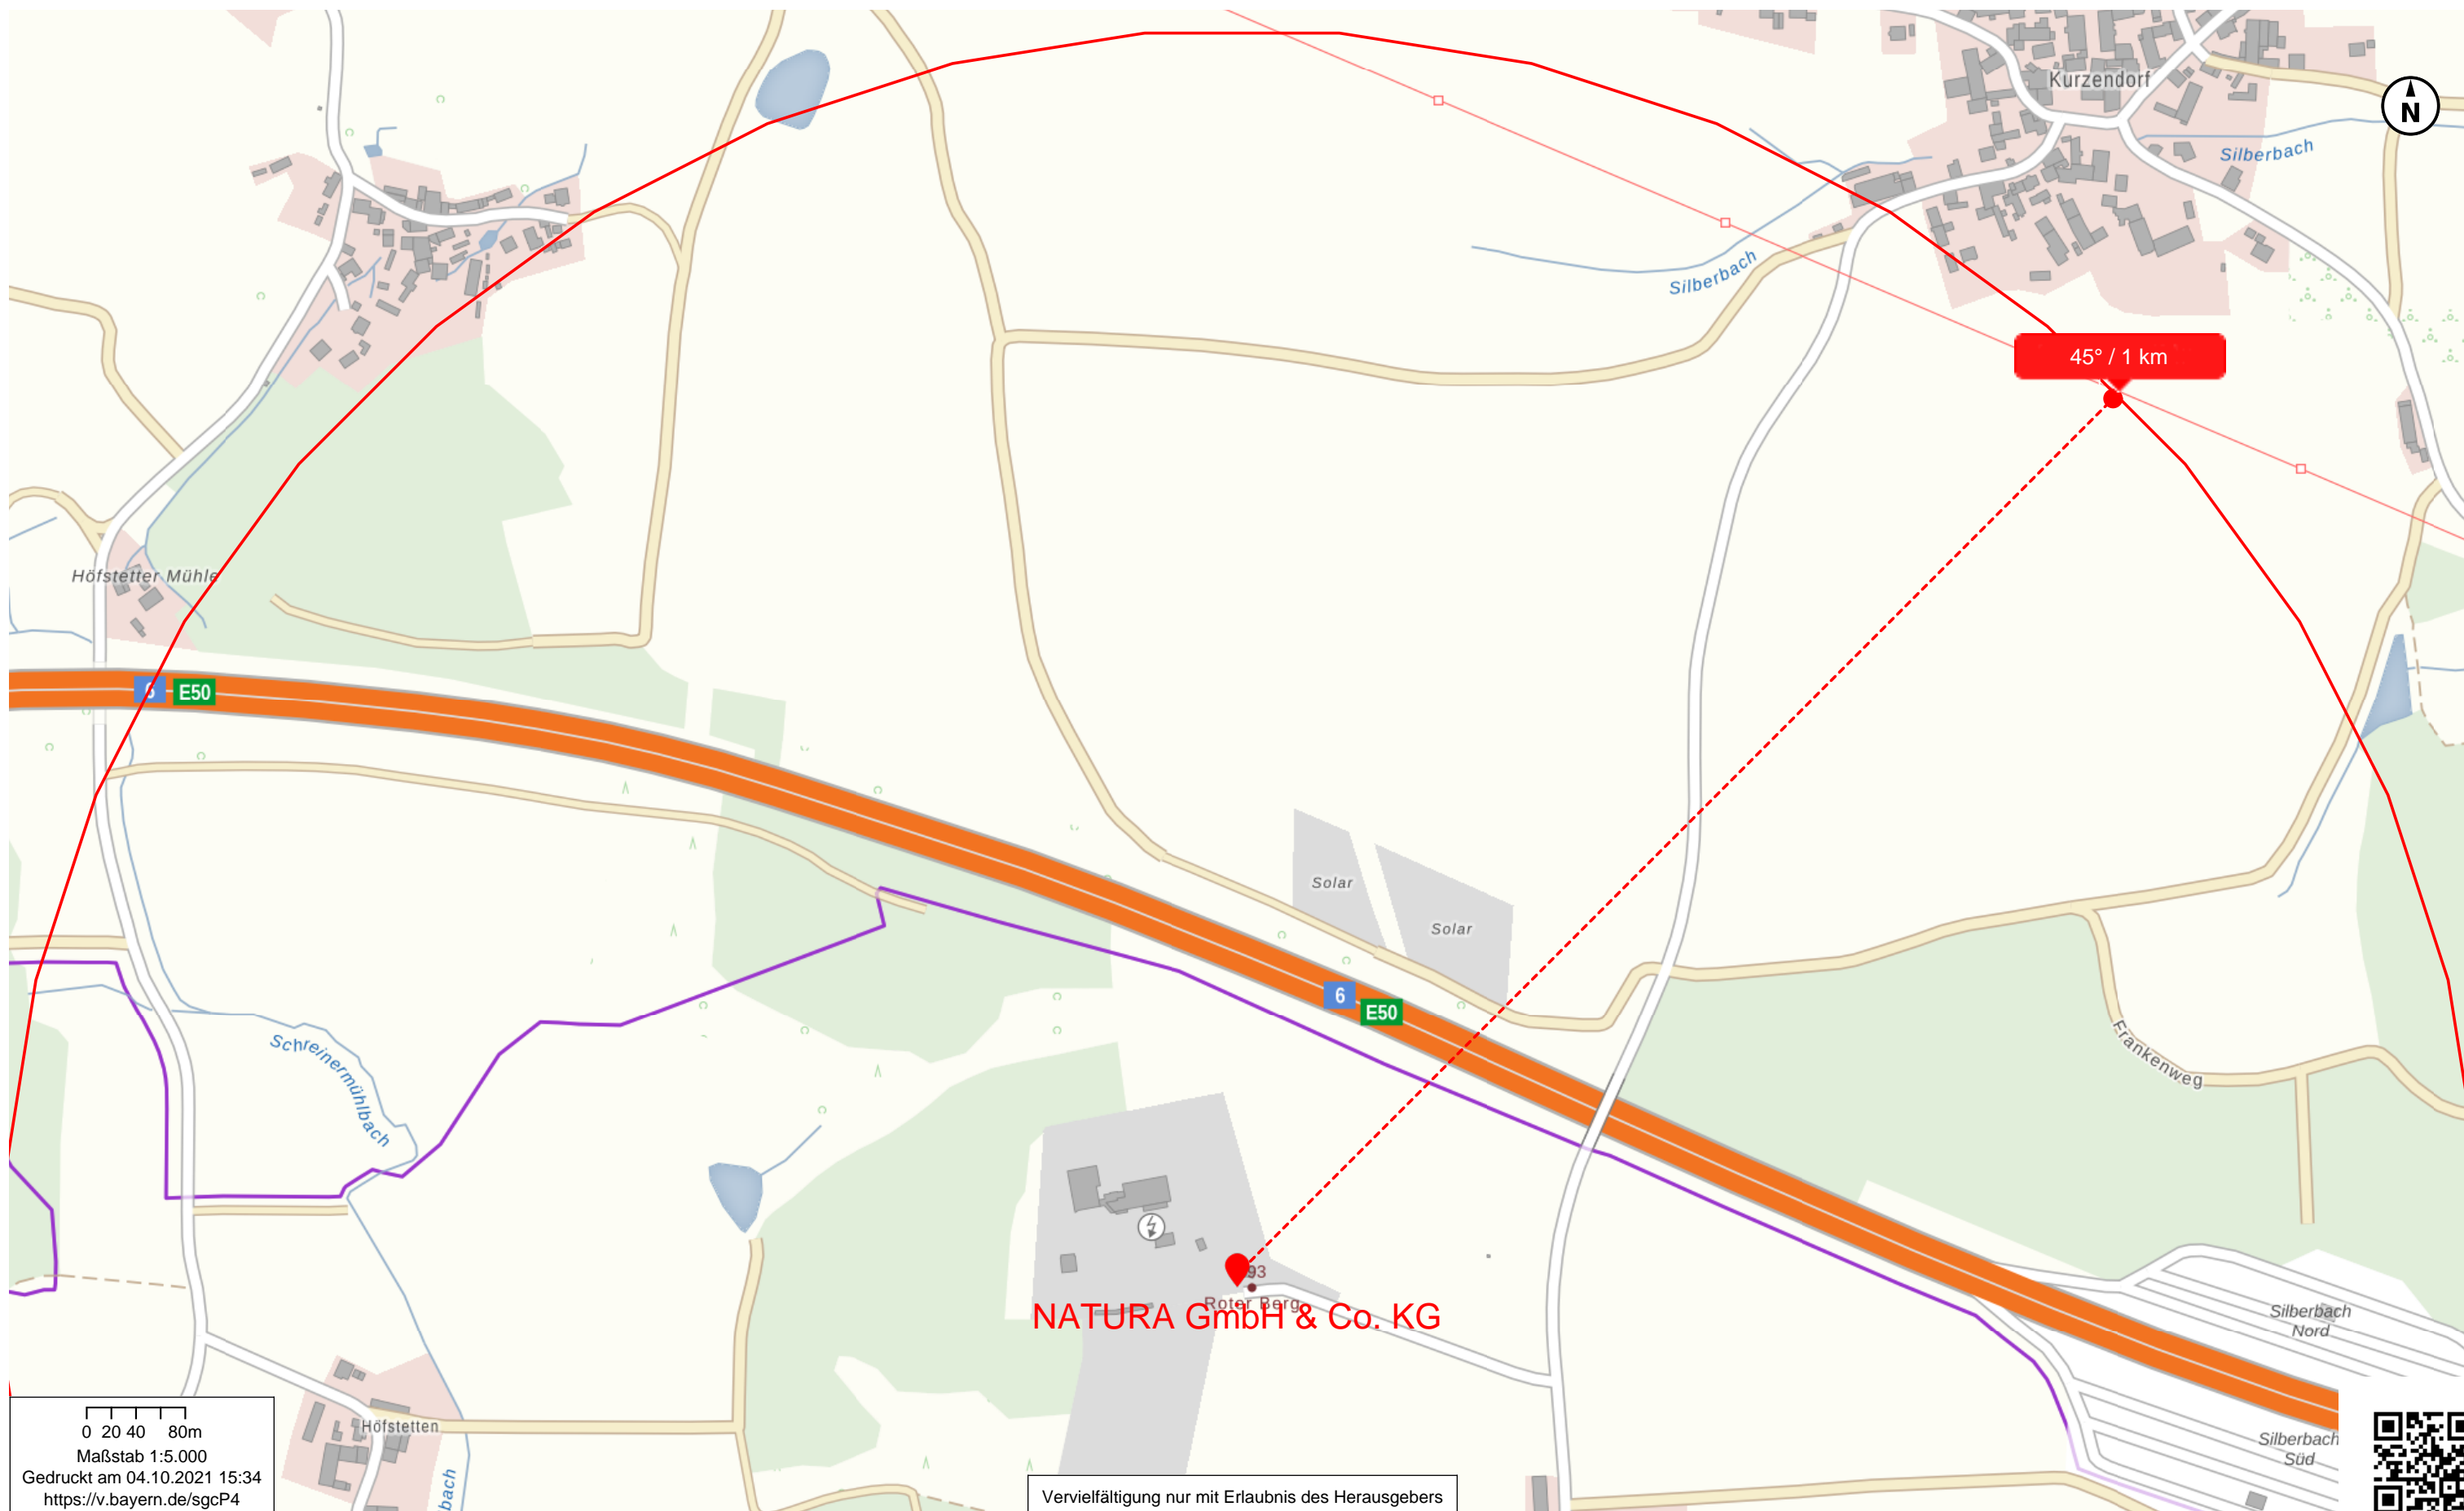 Kurzendorf
N
Silberbach
Silberbach
45° / 1 km
Höfstetter Mühle
6
E50
Solar
Solar
6
E50
Frankenweg
Schreinermühlbach
93
Roter Berg
NATURA GmbH & Co. KG
Silberbach
Nord
Silberbach
Süd
Höfstetten
bach
0 20 40 80m
Maßstab 1:5.000
Gedruckt am 04.10.2021 15:34
https://v.bayern.de/sgcP4
Vervielfältigung nur mit Erlaubnis des Herausgebers